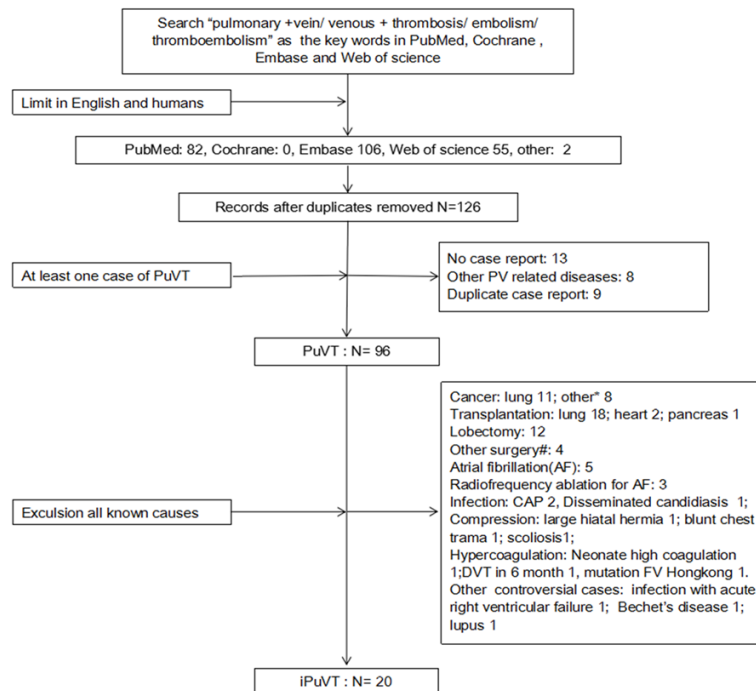 Search “pulmonary +vein/ venous + thrombosis/ embolism/
thromboembolism” as the key words in PubMed, Cochrane ,
Embase and Web of science
Limit in English and humans
PubMed: 82, Cochrane: 0, Embase 106, Web of science 55, other: 2
Records after duplicates removed N=126
At least one case of PuVT
No case report: 13
Other PV related diseases: 8
Duplicate case report: 9
PuVT : N= 96
Cancer: lung 11; other* 8
Transplantation: lung 18; heart 2; pancreas 1
Lobectomy: 12
Other surgery#: 4
Atrial fibrillation(AF): 5
Radiofrequency ablation for AF: 3
Infection: CAP 2, Disseminated candidiasis 1;
Compression: large hiatal hermia 1; blunt chest
trama 1; scoliosis1;
Hypercoagulation: Neonate high coagulation
1;DVT in 6 month 1, mutation FV Hongkong 1.
Other controversial cases: infection with acute
right ventricular failure 1; Bechet’s disease 1;
lupus 1
Exculsion all known causes
iPuVT : N= 20